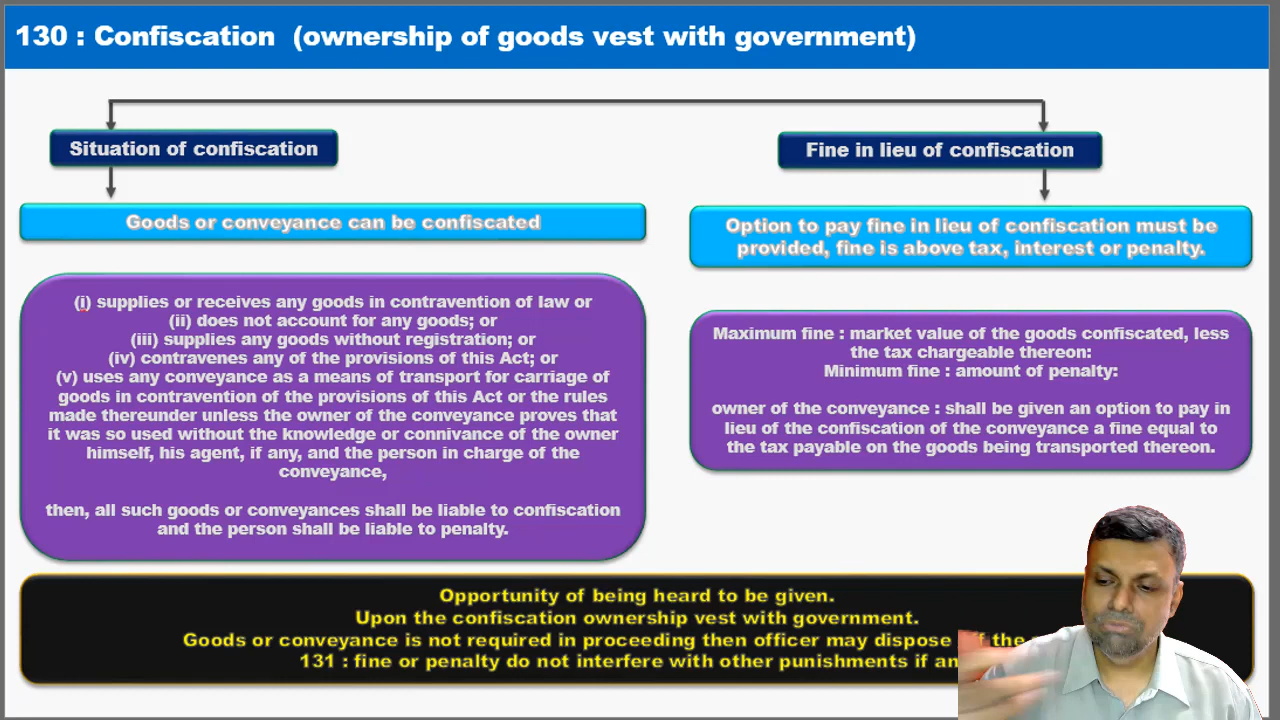 130 : Confiscation (ownership of goods vest with government)
Situation of confiscation
Goods or conveyance can be confiscated
(i) supplies or receives any goods in contravention of law or
(ii) does not account for any goods; or
(iii) supplies any goods without registration; or
(iv) contravenes any of the provisions of this Act; or
(v) uses any conveyance as a means of transport for carriage of
goods in contravention of the provisions of this Act or the rules
made thereunder unless the owner of the conveyance proves that
it was so used without the knowledge or connivance of the owner
himself, his agent, if any, and the person in charge of the
conveyance,
then, all such goods or conveyances shall be liable to confiscation
and the person shall be liable to penalty.
Fine in lieu of confiscation
Option to pay fine in lieu of confiscation must be
provided, fine is above tax, interest or penalty.
Maximum fine : market value of the goods confiscated, less
the tax chargeable thereon:
Minimum fine : amount of penalty:
owner of the conveyance : shall be given an option to pay in
lieu of the confiscation of the conveyance a fine equal to
the tax payable on the goods being transported thereon.
Opportunity of being heard to be given.
Upon the confiscation ownership vest with government.
Goods or conveyance is not required in proceeding then officer may dispose
131 : fine or penalty do not interfere with other punishments if